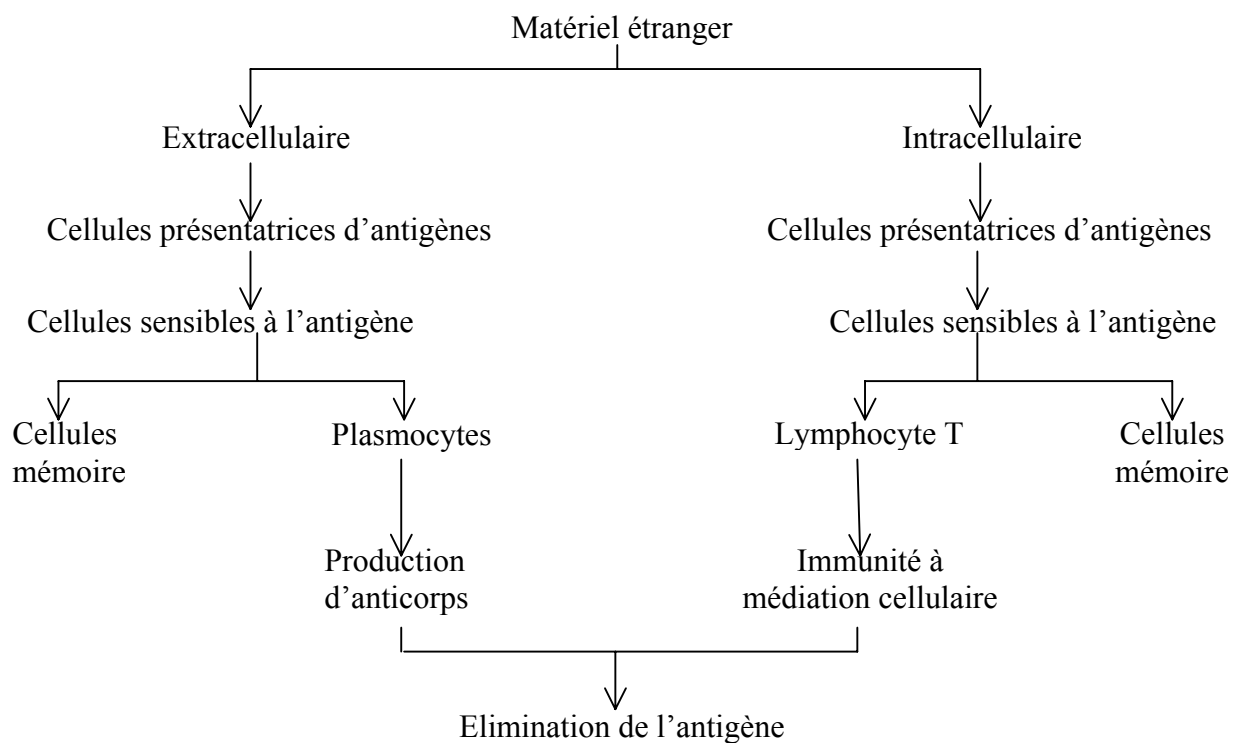 Matériel étranger
Extracellulaire
Intracellulaire
Cellules présentatrices d’antigènes
Cellules présentatrices d’antigènes
Cellules sensibles à l’antigène
Cellules sensibles à l’antigène
Cellules
mémoire
Plasmocytes
Lymphocyte T
Cellules
mémoire
Production
d’anticorps
Immunité à
médiation cellulaire
Elimination de l’antigène